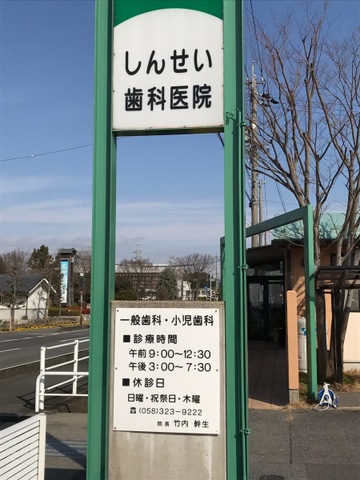 しんせい
歯科医院
一般歯科・小児歯科
■診療時間
午前 9:00〜12:30
午後 3:00〜7:30
■休診日
日曜・祝祭日・木曜
☎(058)323-9222
院長 竹内 幹生